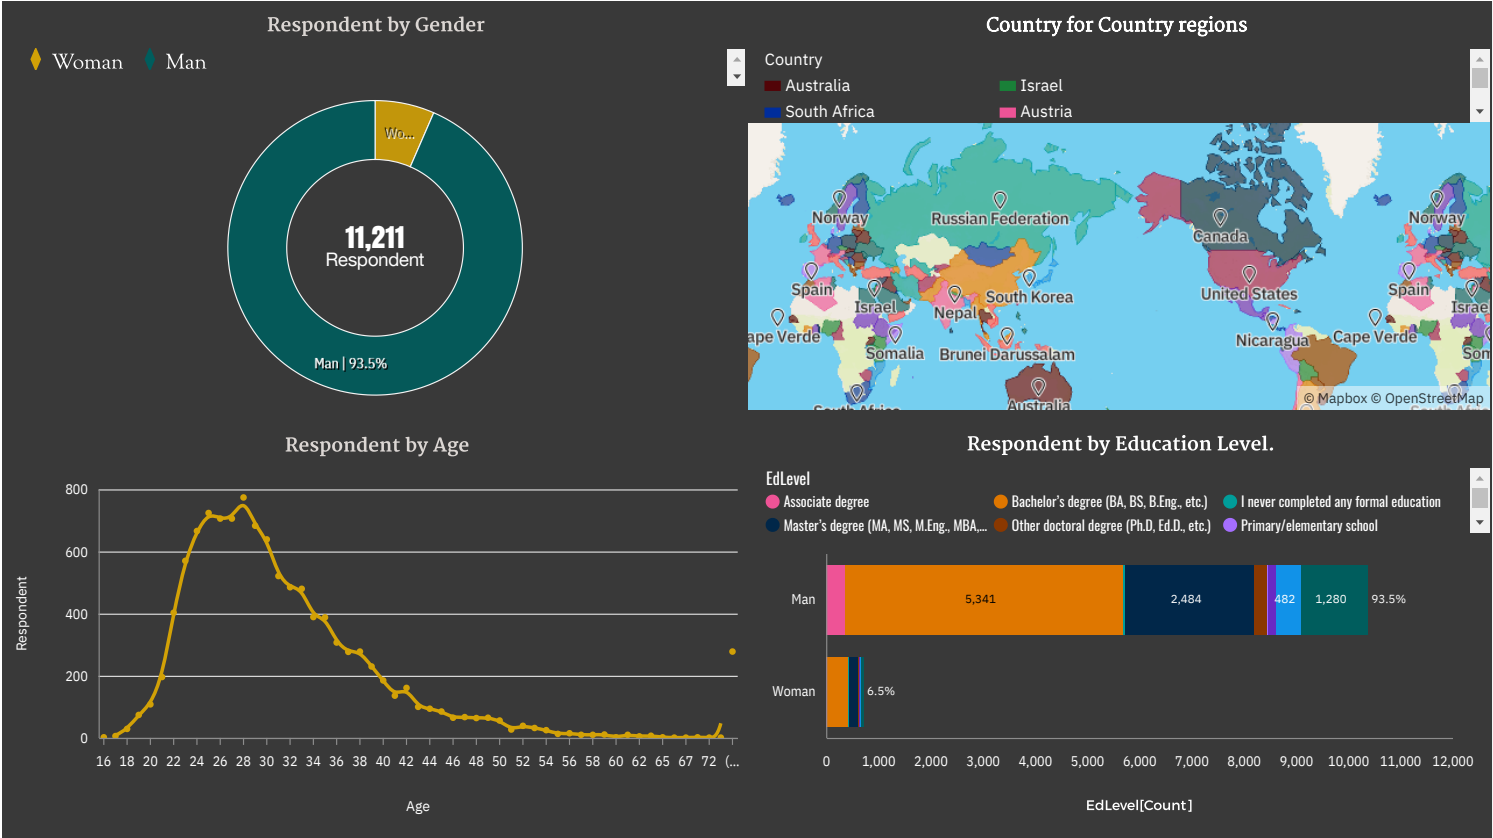 Respondent by Gender
Woman Man
Wo...
11,211
Respondent
Man | 93.5%
Country for Country regions
Country
Australia Israel
South Africa Austria
Norway Russian Federation Canada Norway
Spain Israel Nepal South Korea United States Spain Israe
ape Verde Somalia Brunei Darussalam Nicaragua Cape Verde Som
South Africa Australia South Africa
© Mapbox © OpenStreetMap
Respondent by Age
800
600
400
200
0
Respondent
16 18 20 22 24 26 28 30 32 34 36 38 40 42 44 46 48 50 52 54 56 58 60 62 65 67 72 (...
Age
Respondent by Education Level.
EdLevel
Associate degree Bachelor's degree (BA, BS, B.Eng., etc.) I never completed any formal education
Master's degree (MA, MS, M.Eng., MBA,... Other doctoral degree (Ph.D, Ed.D., etc.) Primary/elementary school
Man 5,341 2,484 482 1,280 93.5%
Woman 6.5%
0 1,000 2,000 3,000 4,000 5,000 6,000 7,000 8,000 9,000 10,000 11,000 12,000
EdLevel[Count]